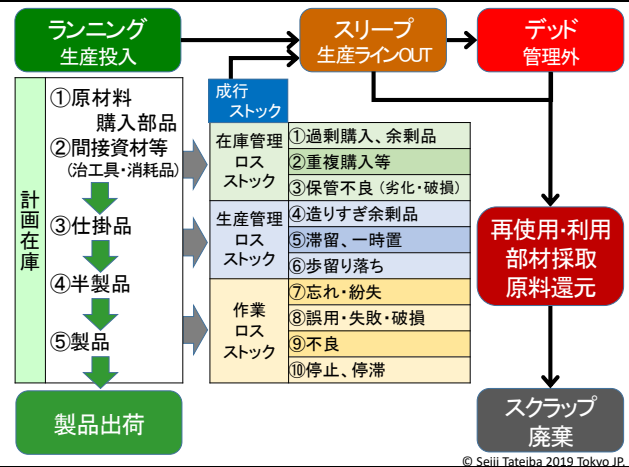 ランニング
生産投入
スリープ
生産ラインOUT
デッド
管理外
計画在庫
①原材料
購入部品
②間接資材等
(治工具・消耗品)
③仕掛品
④半製品
⑤製品
製品出荷
成行
ストック
在庫管理
ロス
ストック
①過剰購入、余剰品
②重複購入等
③保管不良(劣化・破損)
生産管理
ロス
ストック
④造りすぎ余剰品
⑤滞留、一時置
⑥歩留り落ち
作業
ロス
ストック
⑦忘れ・紛失
⑧誤用・失敗・破損
⑨不良
⑩停止、停滞
再使用・利用
部材採取
原料還元
スクラップ
廃棄
© Seiji Tateiba 2019 Tokyo JP.